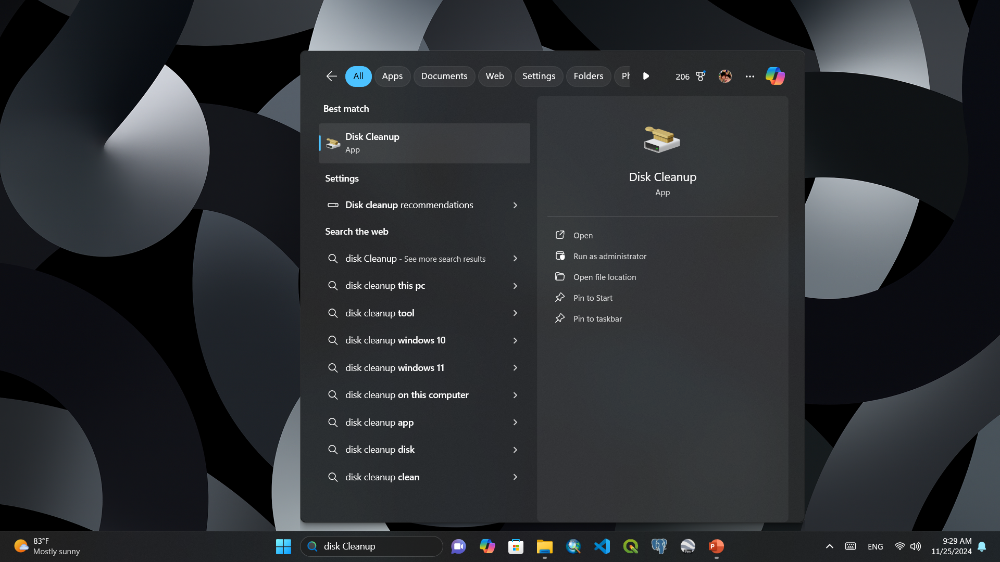 All
Apps
Documents
Web
Settings
Folders
206
Best match
Disk Cleanup
App
Settings
Disk cleanup recommendations
Search the web
disk Cleanup - See more search results
disk cleanup this pc
disk cleanup tool
disk cleanup windows 10
disk cleanup windows 11
disk cleanup on this computer
disk cleanup app
disk cleanup disk
disk cleanup clean
Disk Cleanup
App
Open
Run as administrator
Open file location
Pin to Start
Pin to taskbar
83°F
Mostly sunny
disk Cleanup
Pro
P
ENG
9:29 AM
11/25/2024